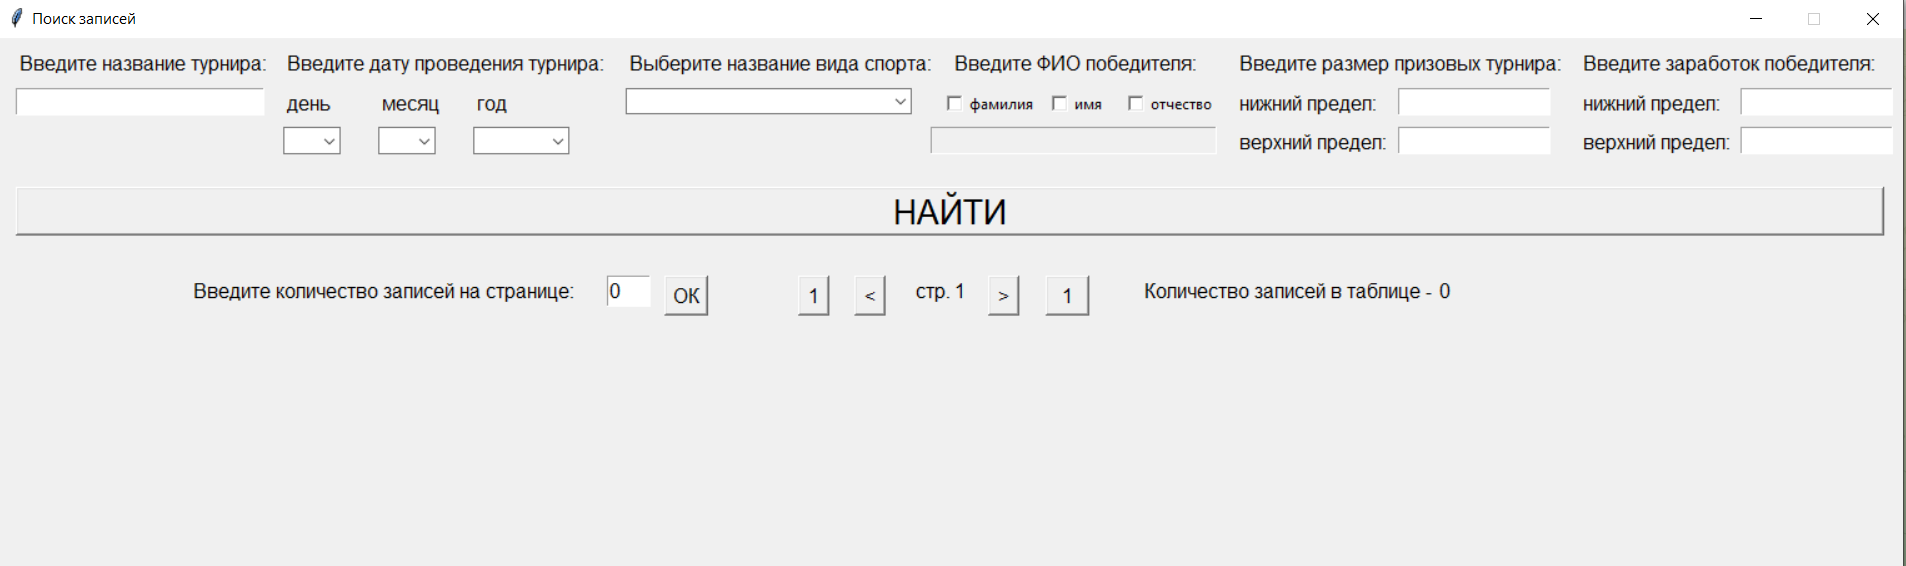 Поиск записей
Введите название турнира: Введите дату проведения турнира: Выберите название вида спорта: Введите ФИО победителя: Введите размер призовых турнира: Введите заработок победителя:
день месяц год фамилия имя отчество нижний предел: нижний предел:
верхний предел: верхний предел:
НАЙТИ
Введите количество записей на странице: 0 ОК 1 < стр. 1 > 1 Количество записей в таблице - 0